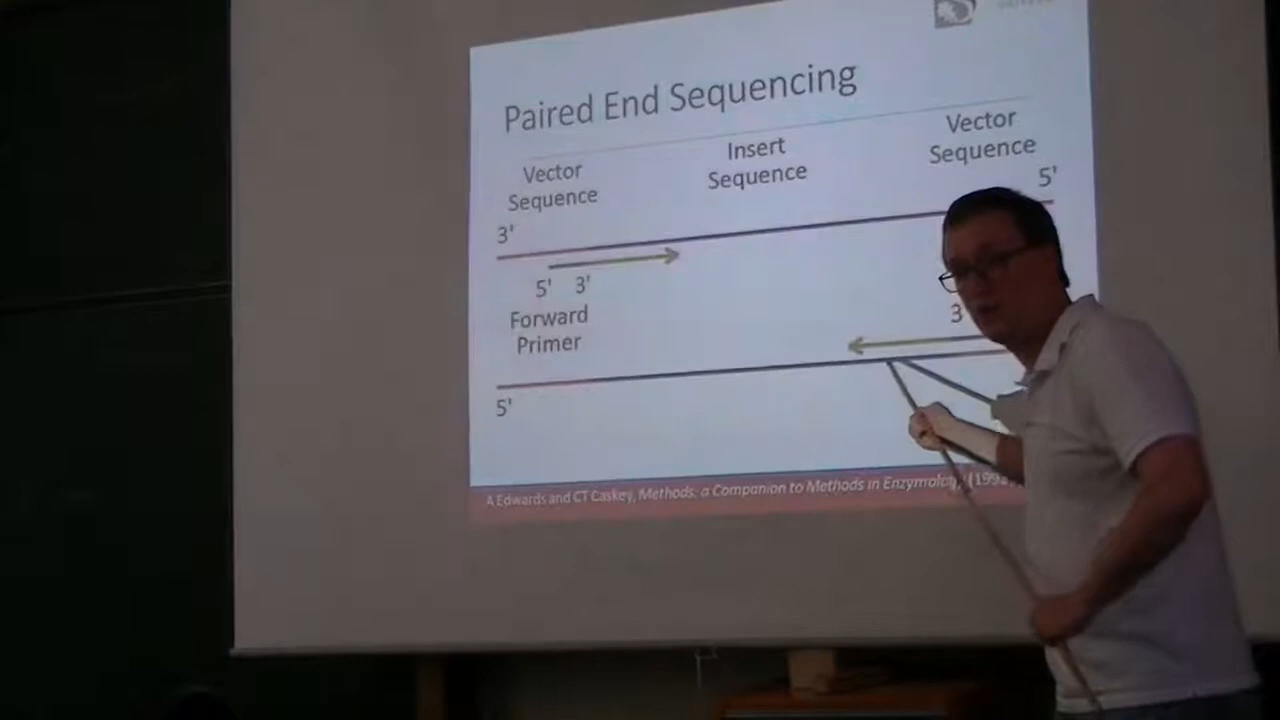 Paired End Sequencing
Vector
Sequence
Insert
Sequence
Vector
Sequence
3'
5'
5' 3'
Forward
Primer
3
5'
A Edwards and CT Caskey, Methods: a Companion to Methods in Enzymology,